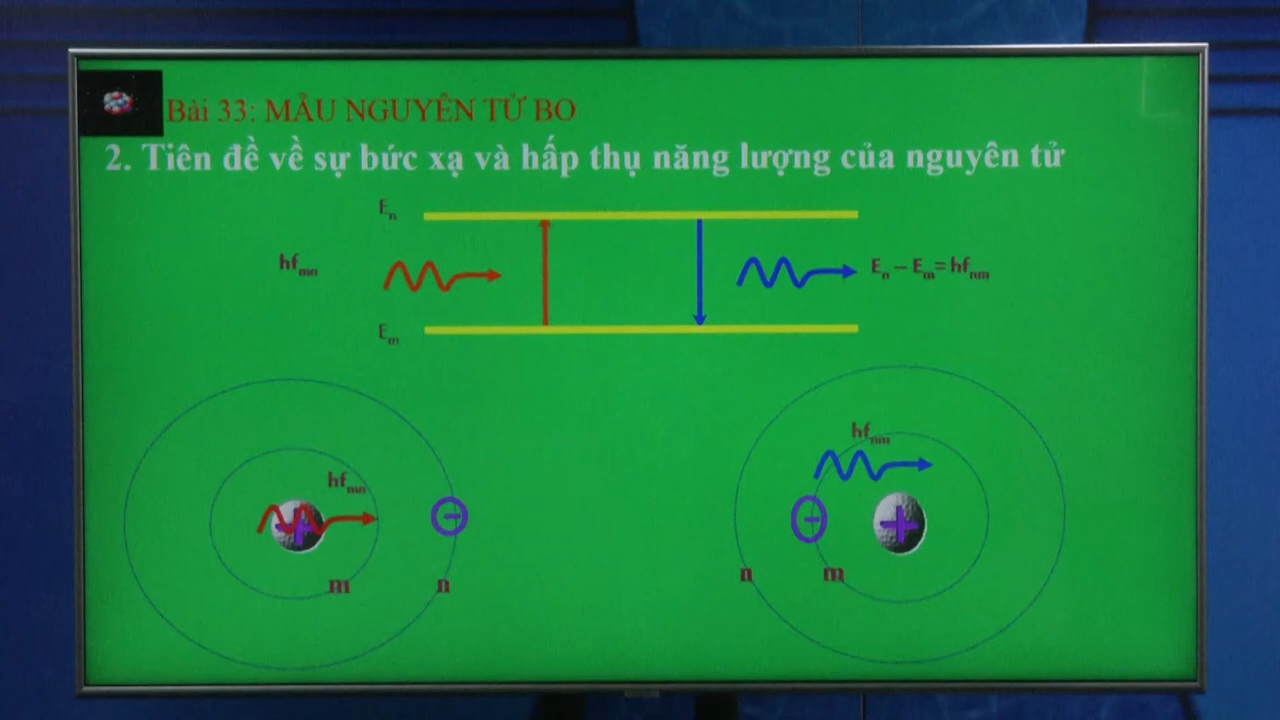 Bài 33: MẪU NGUYÊN TỬ BO
2. Tiên đề về sự bức xạ và hấp thụ năng lượng của nguyên tử
Eₙ
hfₘₙ
Eₙ – Eₘ= hfₙₘ
Eₘ
hfₙₘ
hfₘₙ
+
-
-
+
m
n
n
m